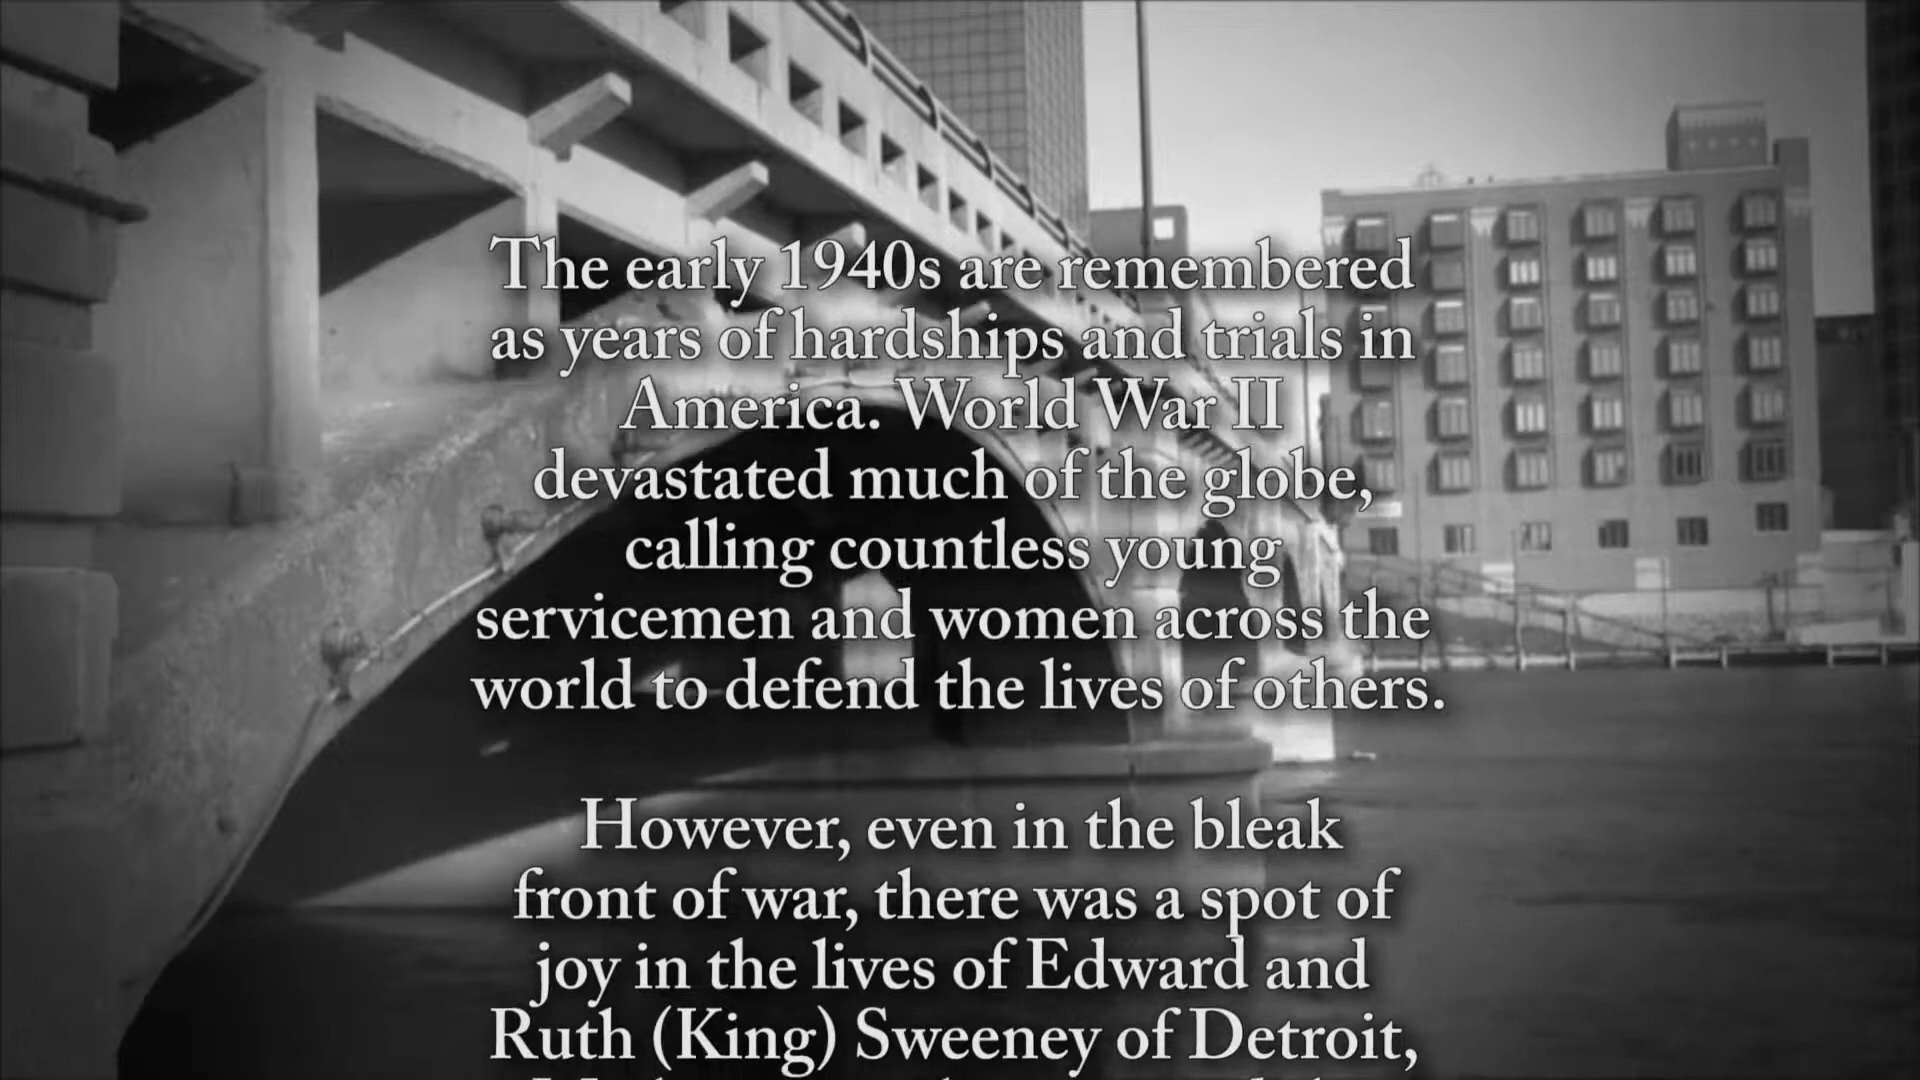 The early 1940s are remembered
as years of hardships and trials in
America. World War II
devastated much of the globe,
calling countless young
servicemen and women across the
world to defend the lives of others.
However, even in the bleak
front of war, there was a spot of
joy in the lives of Edward and
Ruth (King) Sweeney of Detroit,